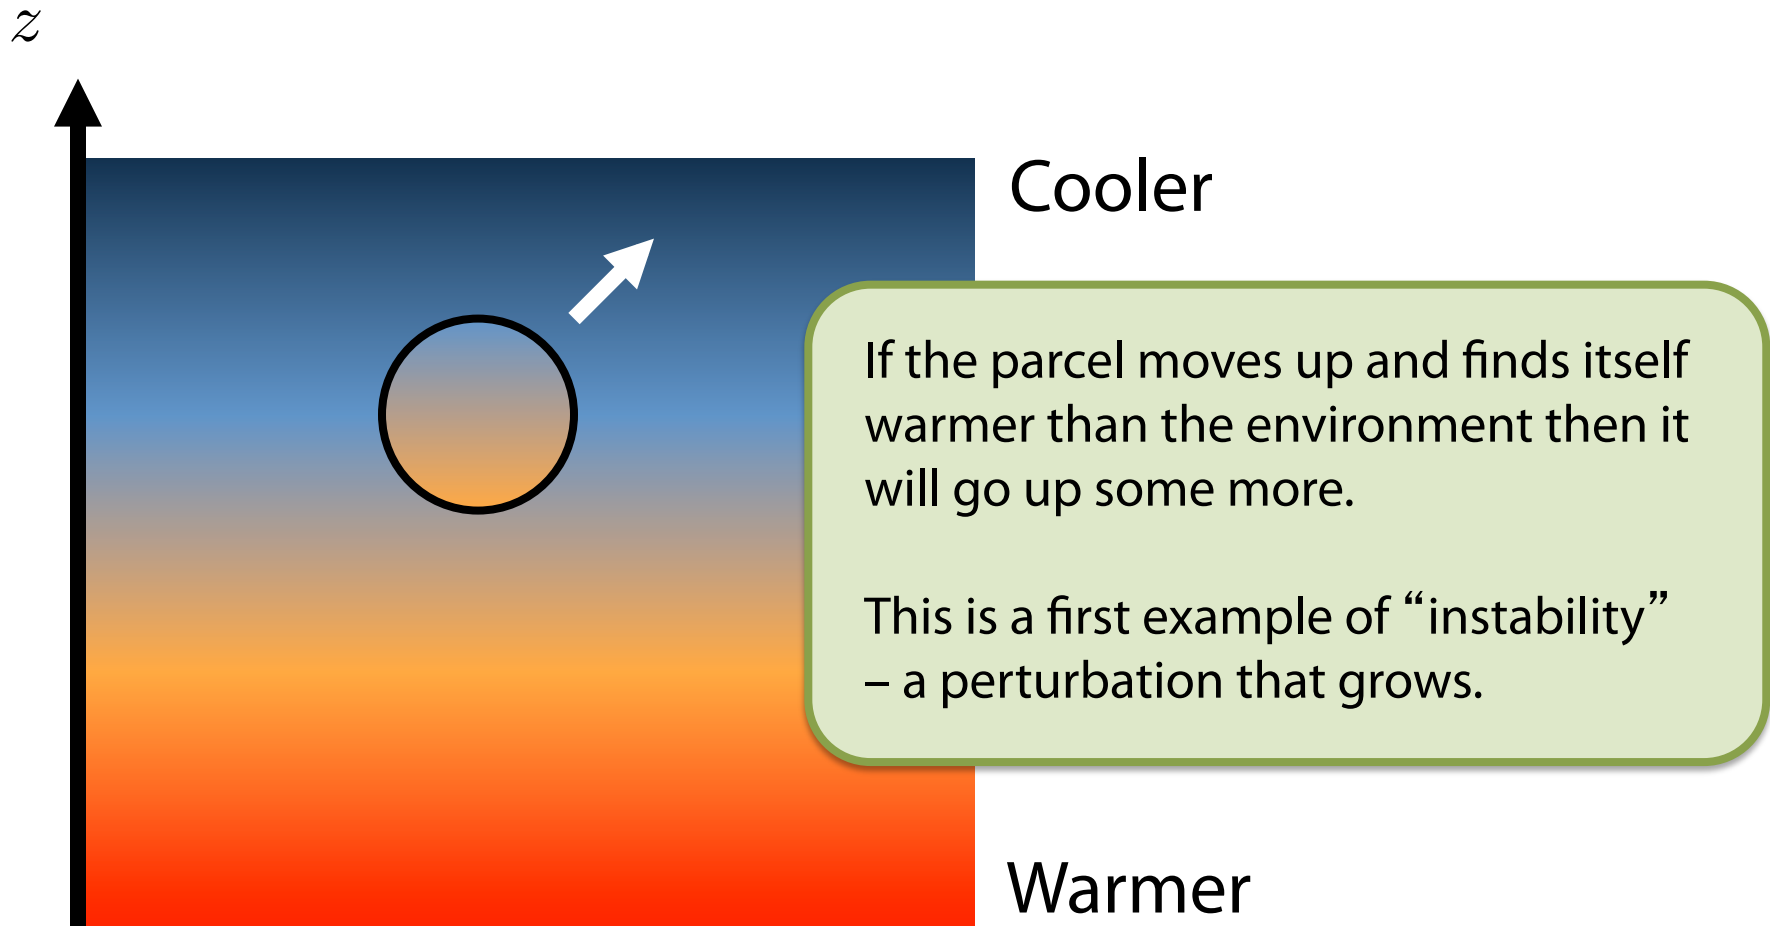 z
Cooler
If the parcel moves up and finds itself
warmer than the environment then it
will go up some more.
This is a first example of “instability”
– a perturbation that grows.
Warmer